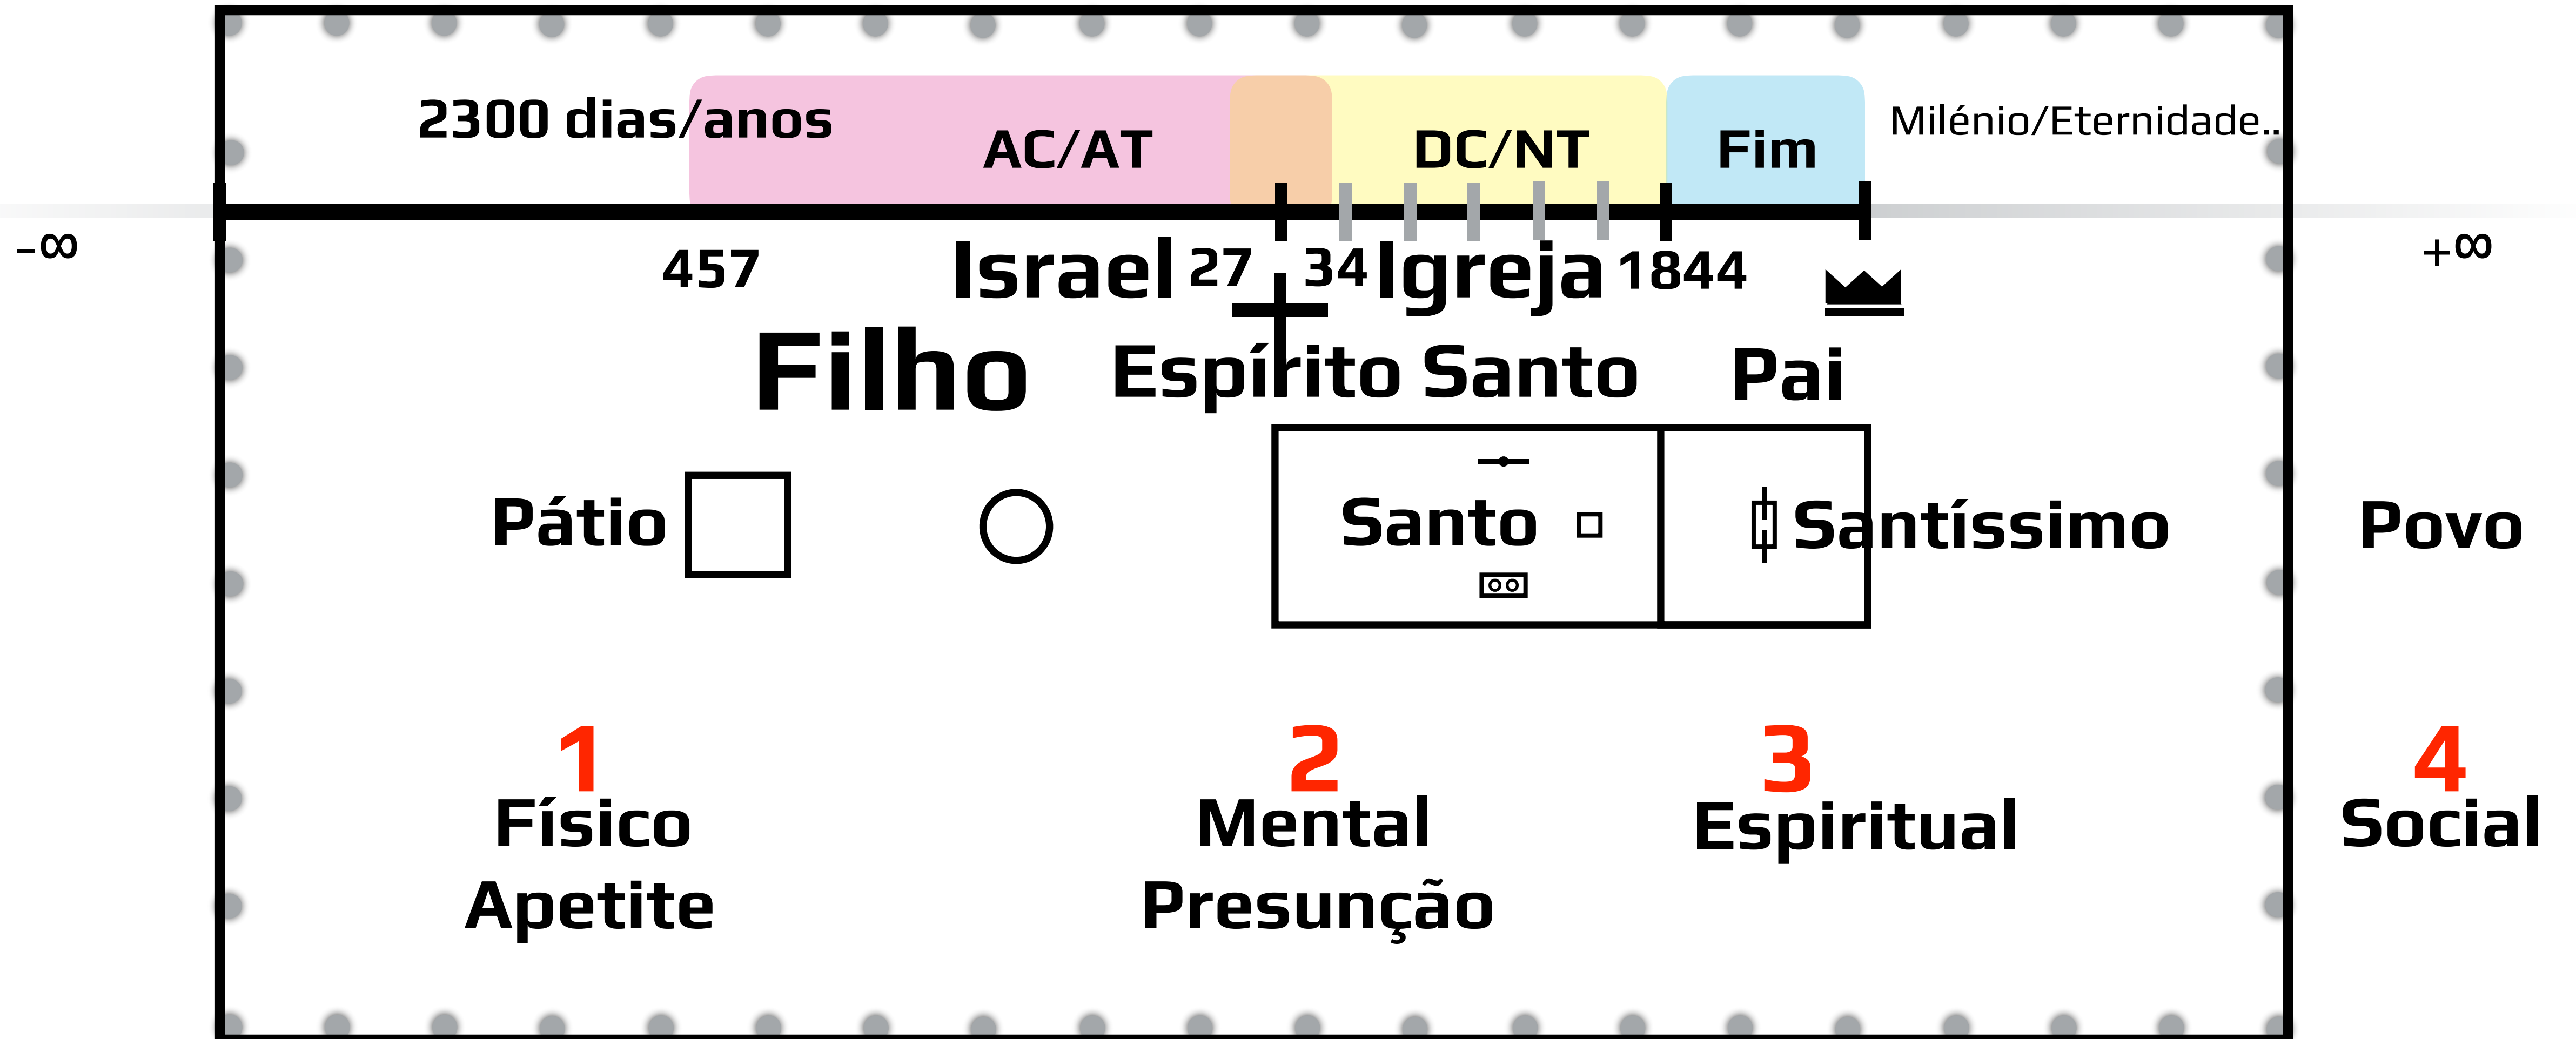 2300 dias/anos
AC/AT
DC/NT
Fim
Milénio/Eternidade..
-∞
457
Israel
27
34
Igreja
1844
+∞
Filho
Espírito Santo
Pai
Pátio
Santo
Santíssimo
Povo
1
2
3
4
Físico
Mental
Espiritual
Social
Apetite
Presunção